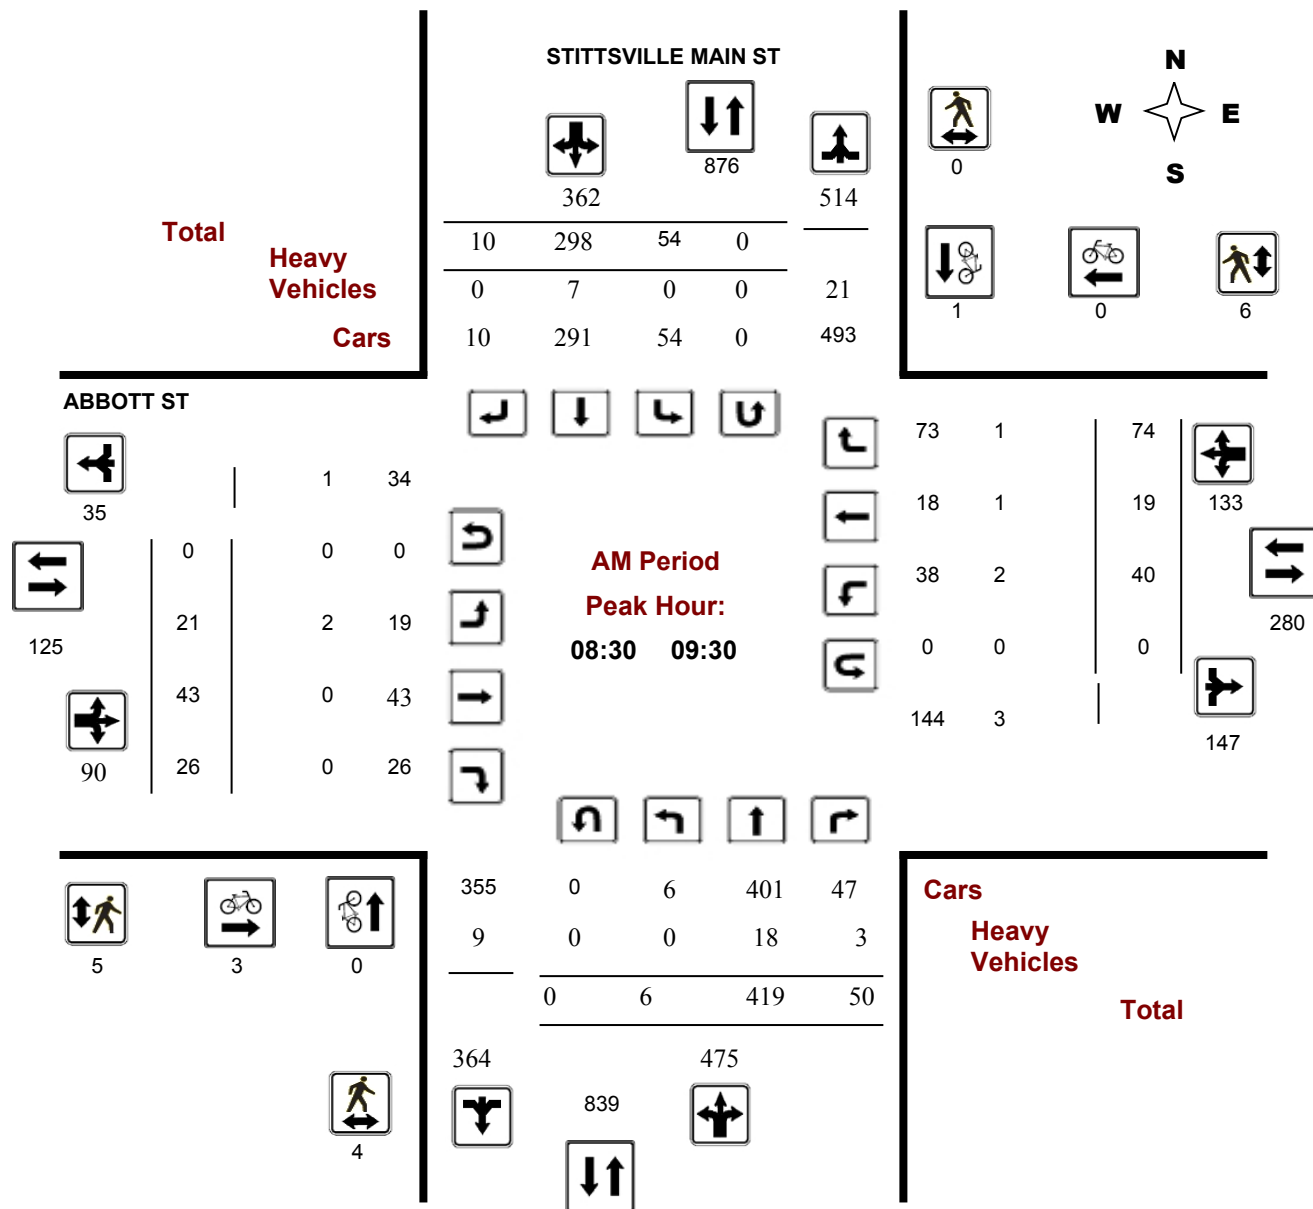 STITTSVILLE MAIN ST
N
W E
S
876
0
362 514
Total
10 298 54 0
Heavy
Vehicles
0 7 0 0 21
1 0 6
Cars
10 291 54 0 493
ABBOTT ST
73 1 74
1 34
35
18 1 19 133
0 0 0
AM Period
38 2 40
Peak Hour:
21 2 19
280
125
08:30 09:30
0 0 0
43 0 43
144 3
147
90 26 0 26
355 0 6 401 47
Cars
9 0 0 18 3
Heavy
Vehicles
5 3 0
0 6 419 50
Total
364 475
839
4